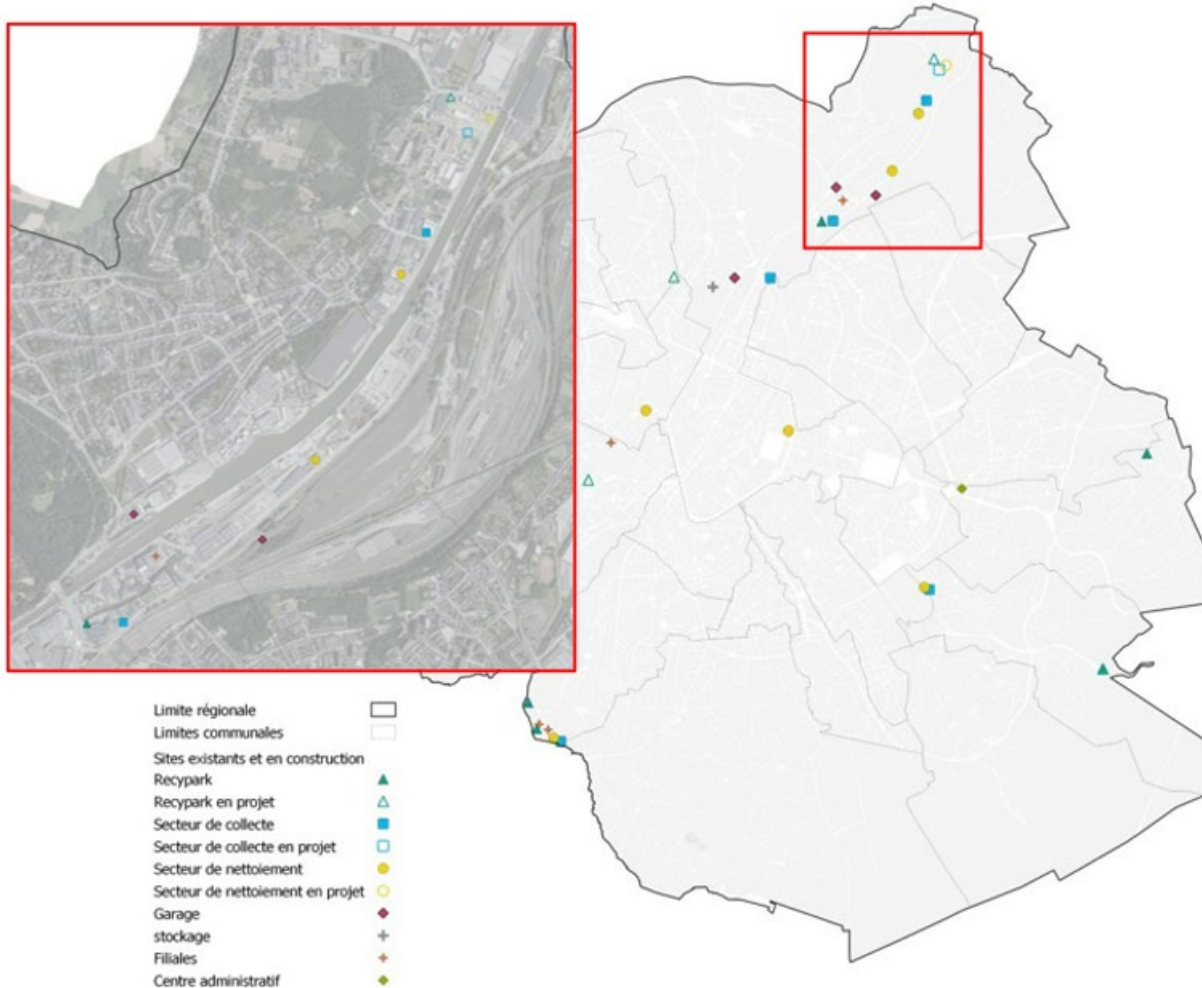 Limite régionale
Limites communales
Sites existants et en construction
Recypark
Recypark en projet
Secteur de collecte
Secteur de collecte en projet
Secteur de nettoiement
Secteur de nettoiement en projet
Garage
stockage
Filiales
Centre administratif